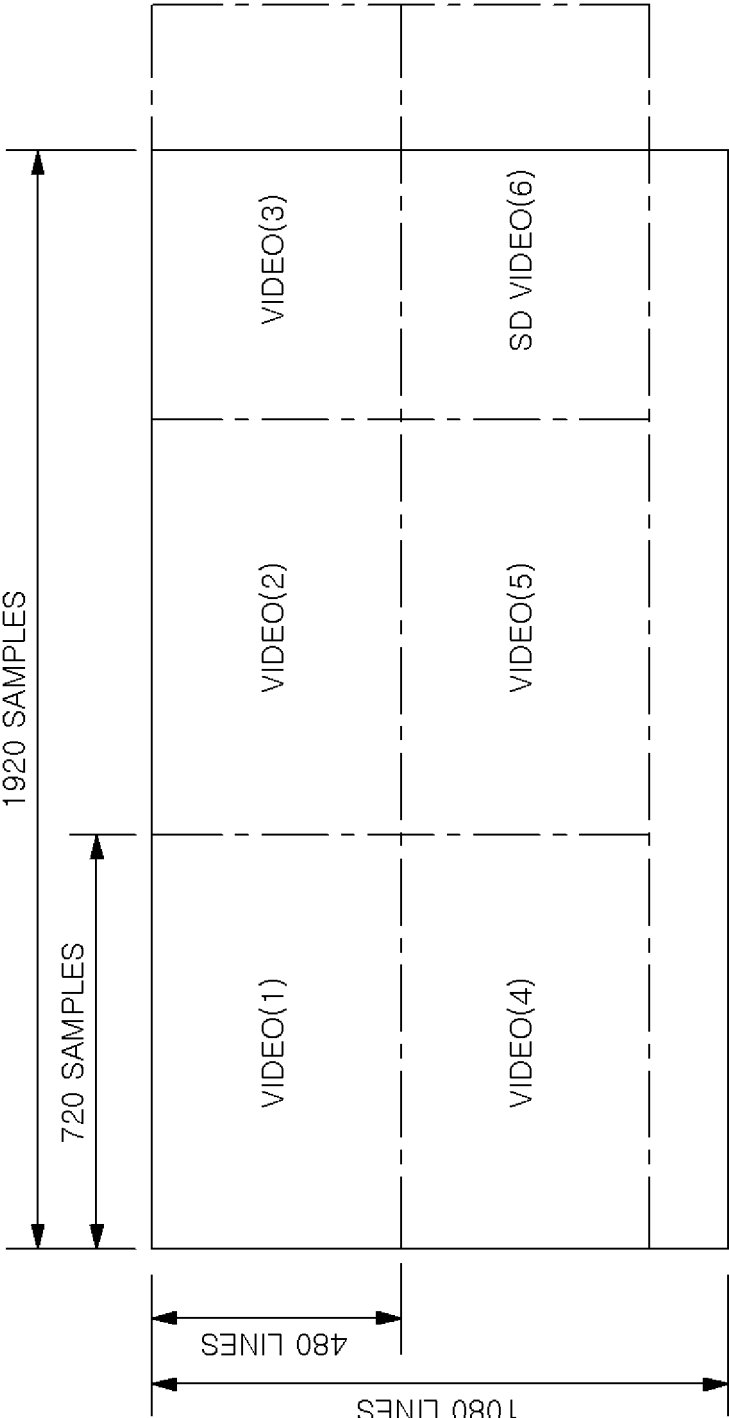 1920 SAMPLES
720 SAMPLES
VIDEO(1)
VIDEO(2)
VIDEO(3)
VIDEO(4)
VIDEO(5)
SD VIDEO(6)
480 LINES
1080 LINES